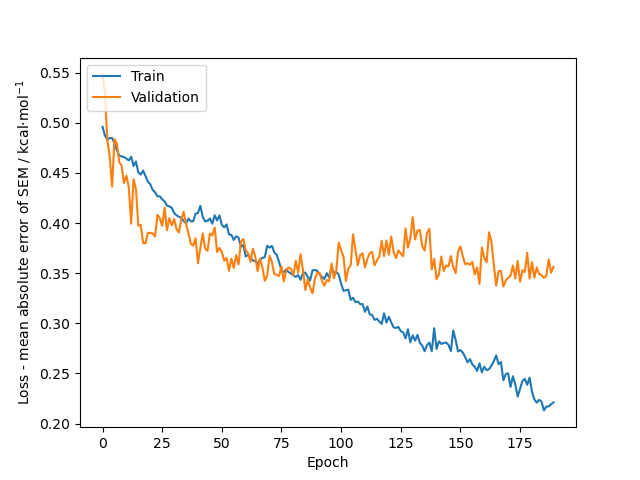 Train
Validation
0.55
0.50
0.45
0.40
0.35
0.30
0.25
0.20
Loss - mean absolute error of SEM / kcal·mol⁻¹
0 25 50 75 100 125 150 175
Epoch